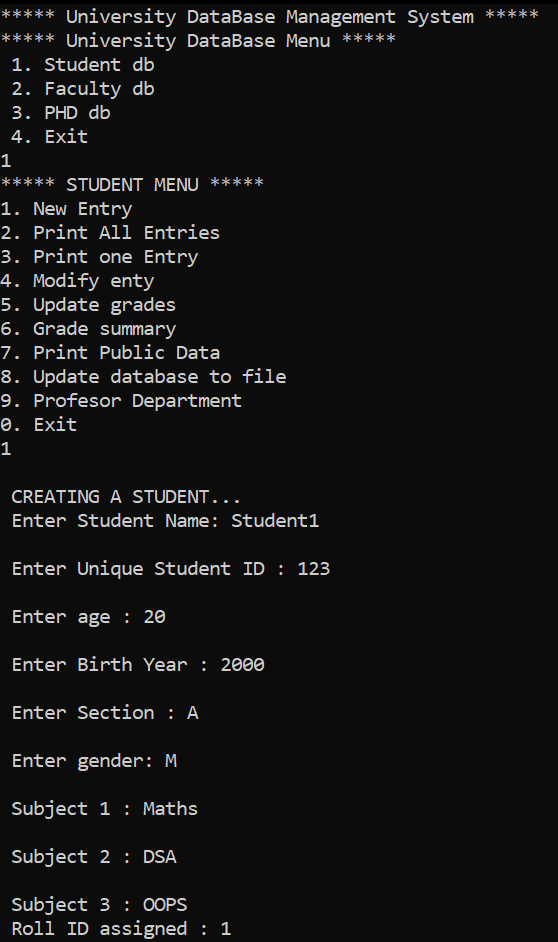 ***** University DataBase Management System *****
***** University DataBase Menu *****
1. Student db
2. Faculty db
3. PHD db
4. Exit
1
***** STUDENT MENU *****
1. New Entry
2. Print All Entries
3. Print one Entry
4. Modify enty
5. Update grades
6. Grade summary
7. Print Public Data
8. Update database to file
9. Profesor Department
0. Exit
1
CREATING A STUDENT...
Enter Student Name: Student1
Enter Unique Student ID : 123
Enter age : 20
Enter Birth Year : 2000
Enter Section : A
Enter gender: M
Subject 1 : Maths
Subject 2 : DSA
Subject 3 : OOPS
Roll ID assigned : 1